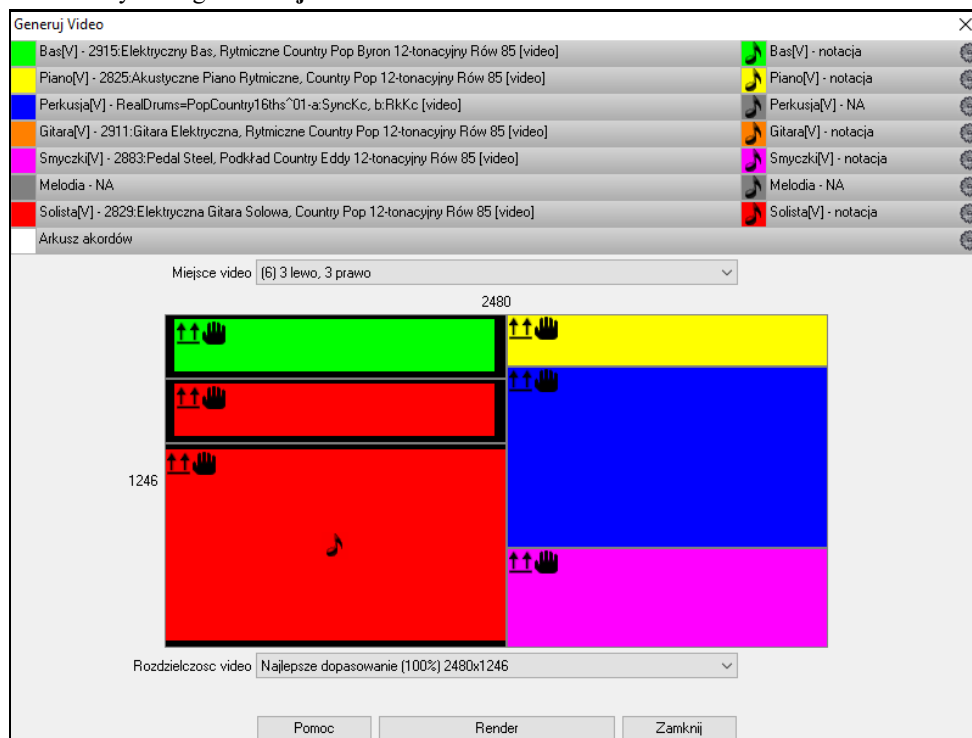 Generuj Video
Bas[V] - 2915:Elektryczny Bas, Rytmiczne Country Pop Byron 12-tonacyjny Rów 85 [video] Bas[V] - notacja
Piano[V] - 2825:Akustyczne Piano Rytmiczne, Country Pop 12-tonacyjny Rów 85 [video] Piano[V] - notacja
Perkusja[V] - RealDrums=PopCountry16ths^01-a:SyncKc, b:RkKc [video] Perkusja[V] - NA
Gitara[V] - 2911:Gitara Elektryczna, Rytmiczne Country Pop 12-tonacyjny Rów 85 [video] Gitara[V] - notacja
Smyczki[V] - 2883:Pedal Steel, Podkład Country Eddy 12-tonacyjny Rów 85 [video] Smyczki[V] - notacja
Melodia - NA Melodia - NA
Solista[V] - 2829:Elektryczna Gitara Solowa, Country Pop 12-tonacyjny Rów 85 [video] Solista[V] - notacja
Arkusz akordów
Miejsce video (6) 3 lewo, 3 prawo
2480
1246
Rozdzielczosc video Najlepsze dopasowanie (100%) 2480x1246
Pomoc Render Zamknij